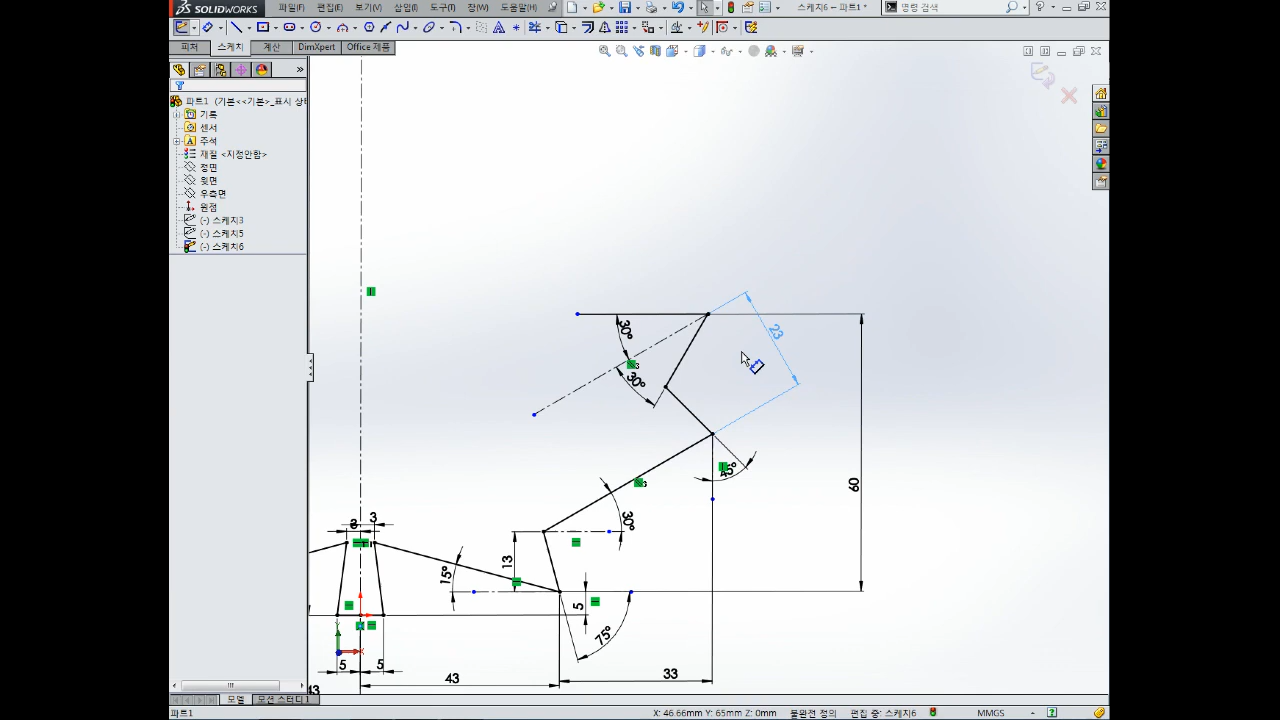 SOLIDWORKS 파일(F) 편집(E) 보기(V) 삽입(I) 도구(T) 창(W) 도움말(H) 스케치6 – 파트1 * 명령 검색
피처 스케치 계산 DimXpert Office 제품
파트1 (기본<<기본>_표시 상태
기록
센서
주석
재질 <지정안함>
정면
윗면
우측면
원점
(-) 스케치3
(-) 스케치5
(-) 스케치6
23
30°
30°
45°
60
30°
3
13
15°
5
75°
5 5
33
43
43
모델 모션 스터디 1
파트1 X: 46.66mm Y: 65mm Z: 0mm 불완전 정의 편집 중: 스케치6 MMGS